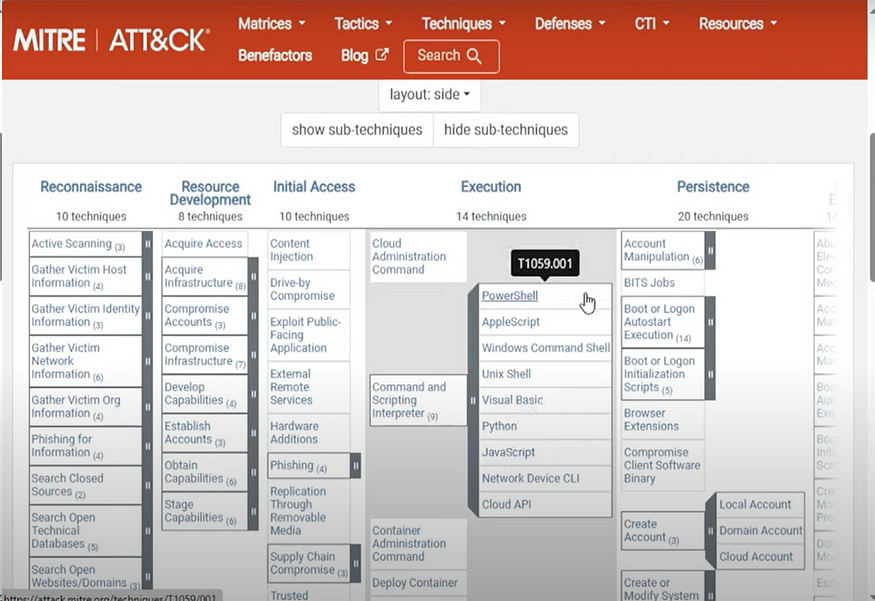 MITRE | ATT&CK®
Matrices
Tactics
Techniques
Defenses
CTI
Resources
Benefactors
Blog
Search
layout: side
show sub-techniques
hide sub-techniques
Reconnaissance
10 techniques
Active Scanning (3)
Gather Victim Host
Information (4)
Gather Victim Identity
Information (3)
Gather Victim
Network
Information (6)
Gather Victim Org
Information (4)
Phishing for
Information (4)
Search Closed
Sources (2)
Search Open
Technical
Databases (5)
Search Open
Websites/Domains (3)
Resource
Development
8 techniques
Acquire Access
Acquire
Infrastructure (8)
Compromise
Accounts (3)
Compromise
Infrastructure (7)
Develop
Capabilities (4)
Establish
Accounts (3)
Obtain
Capabilities (6)
Stage
Capabilities (6)
Initial Access
10 techniques
Content
Injection
Drive-by
Compromise
Exploit Public-
Facing
Application
External
Remote
Services
Hardware
Additions
Phishing (4)
Replication
Through
Removable
Media
Supply Chain
Compromise (3)
Trusted
Execution
14 techniques
Cloud
Administration
Command
Command and
Scripting
Interpreter (9)
T1059.001
PowerShell
AppleScript
Windows Command Shell
Unix Shell
Visual Basic
Python
JavaScript
Network Device CLI
Cloud API
Container
Administration
Command
Deploy Container
Persistence
20 techniques
Account
Manipulation (6)
BITS Jobs
Boot or Logon
Autostart
Execution (14)
Boot or Logon
Initialization
Scripts (5)
Browser
Extensions
Compromise
Client Software
Binary
Create
Account (3)
Local Account
Domain Account
Cloud Account
Create or
Modify System
https://attack.mitre.org/techniques/T1059/001